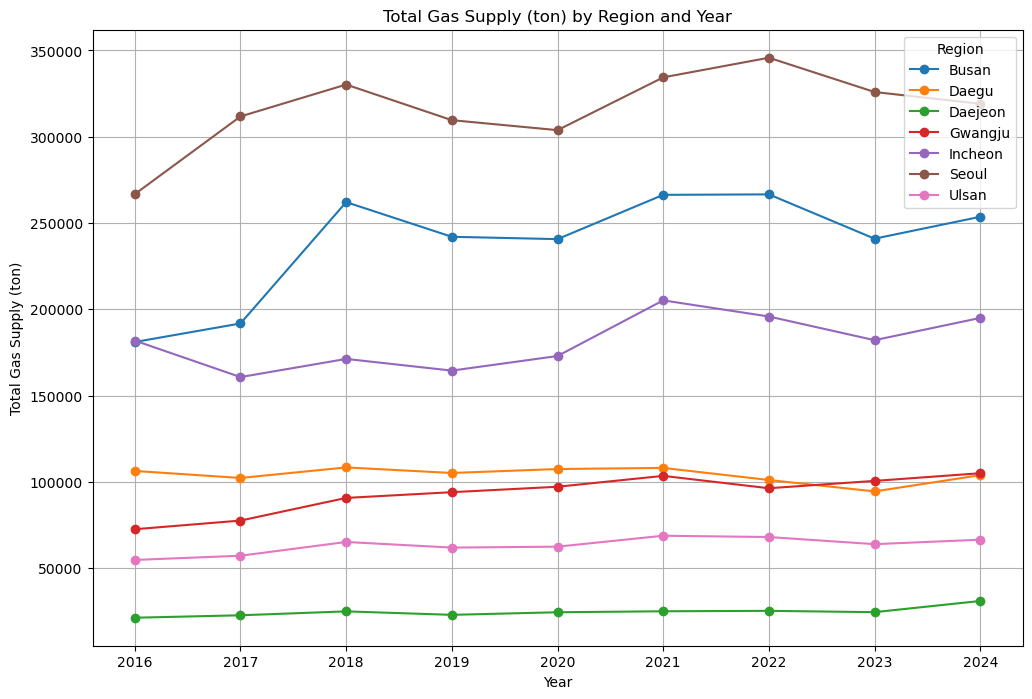 Total Gas Supply (ton) by Region and Year
Total Gas Supply (ton)
350000
300000
250000
200000
150000
100000
50000
Region
Busan
Daegu
Daejeon
Gwangju
Incheon
Seoul
Ulsan
2016 2017 2018 2019 2020 2021 2022 2023 2024
Year